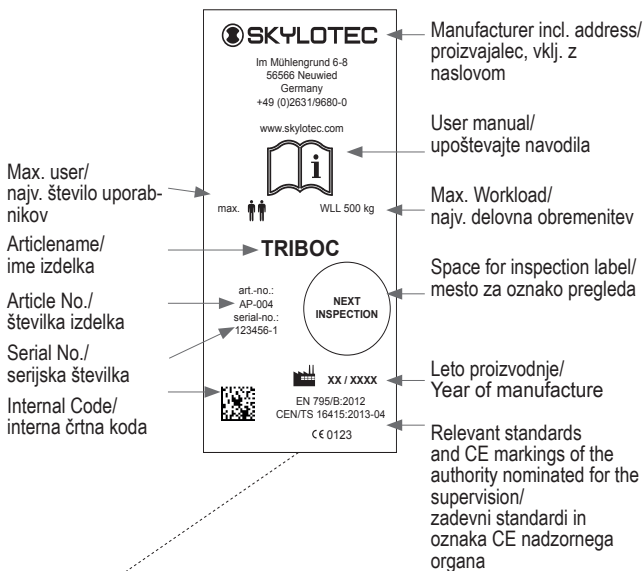 SKYLOTEC
Im Mühlengrund 6-8
56566 Neuwied
Germany
+49 (0)2631/9680-0
www.skylotec.com
i
max.
WLL 500 kg
TRIBOC
art.-no.:
AP-004
serial-no.:
123456-1
NEXT
INSPECTION
XX / XXXX
EN 795/B:2012
CEN/TS 16415:2013-04
CE 0123
Max. user/
najv. število uporab-
nikov
Articlename/
ime izdelka
Article No./
številka izdelka
Serial No./
serijska številka
Internal Code/
interna črtna koda
Manufacturer incl. address/
proizvajalec, vklj. z
naslovom
User manual/
upoštevajte navodila
Max. Workload/
najv. delovna obremenitev
Space for inspection label/
mesto za oznako pregleda
Leto proizvodnje/
Year of manufacture
Relevant standards
and CE markings of the
authority nominated for the
supervision/
zadevni standardi in
oznaka CE nadzornega
organa